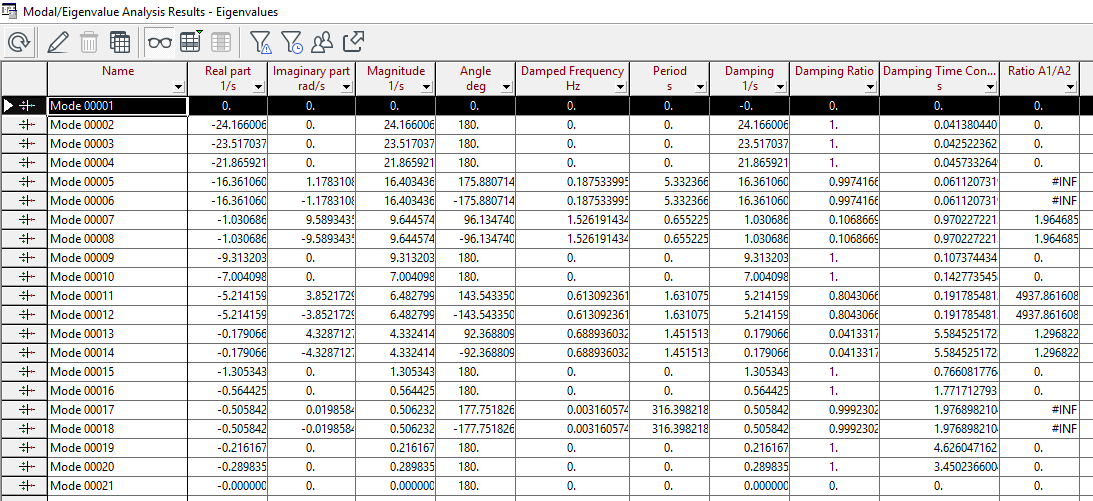 Modal/Eigenvalue Analysis Results - Eigenvalues
Name Real part 1/s Imaginary part rad/s Magnitude 1/s Angle deg Damped Frequency Hz Period s Damping 1/s Damping Ratio Damping Time Con... s Ratio A1/A2
Mode 00001 0. 0. 0. 0. 0. 0. -0. 0. 0. 0.
Mode 00002 -24.166006 0. 24.166006 180. 0. 0. 24.166006 1. 0.041380440 0.
Mode 00003 -23.517037 0. 23.517037 180. 0. 0. 23.517037 1. 0.042522362 0.
Mode 00004 -21.865921 0. 21.865921 180. 0. 0. 21.865921 1. 0.045733264 0.
Mode 00005 -16.361060 1.1783108 16.403436 175.880714 0.187533995 5.332366 16.361060 0.9974166 0.061120731 #INF
Mode 00006 -16.361060 -1.1783108 16.403436 -175.880714 0.187533995 5.332366 16.361060 0.9974166 0.061120731 #INF
Mode 00007 -1.030686 9.5893435 9.644574 96.134740 1.526191434 0.655225 1.030686 0.1068669 0.970227221 1.964685
Mode 00008 -1.030686 -9.5893435 9.644574 -96.134740 1.526191434 0.655225 1.030686 0.1068669 0.970227221 1.964685
Mode 00009 -9.313203 0. 9.313203 180. 0. 0. 9.313203 1. 0.107374434 0.
Mode 00010 -7.004098 0. 7.004098 180. 0. 0. 7.004098 1. 0.142773545 0.
Mode 00011 -5.214159 3.8521729 6.482799 143.543350 0.613092361 1.631075 5.214159 0.8043066 0.191785481 4937.861608
Mode 00012 -5.214159 -3.8521729 6.482799 -143.543350 0.613092361 1.631075 5.214159 0.8043066 0.191785481 4937.861608
Mode 00013 -0.179066 4.3287127 4.332414 92.368809 0.688936032 1.451513 0.179066 0.0413317 5.584525172 1.296822
Mode 00014 -0.179066 -4.3287127 4.332414 -92.368809 0.688936032 1.451513 0.179066 0.0413317 5.584525172 1.296822
Mode 00015 -1.305343 0. 1.305343 180. 0. 0. 1.305343 1. 0.766081776 0.
Mode 00016 -0.564425 0. 0.564425 180. 0. 0. 0.564425 1. 1.771712793 0.
Mode 00017 -0.505842 0.0198584 0.506232 177.751826 0.003160574 316.398218 0.505842 0.9992302 1.976898210 #INF
Mode 00018 -0.505842 -0.0198584 0.506232 -177.751826 0.003160574 316.398218 0.505842 0.9992302 1.976898210 #INF
Mode 00019 -0.216167 0. 0.216167 180. 0. 0. 0.216167 1. 4.626047162 0.
Mode 00020 -0.289835 0. 0.289835 180. 0. 0. 0.289835 1. 3.450236600 0.
Mode 00021 -0.000000 0. 0.000000 180. 0. 0. 0.000000 0. 0. 0.